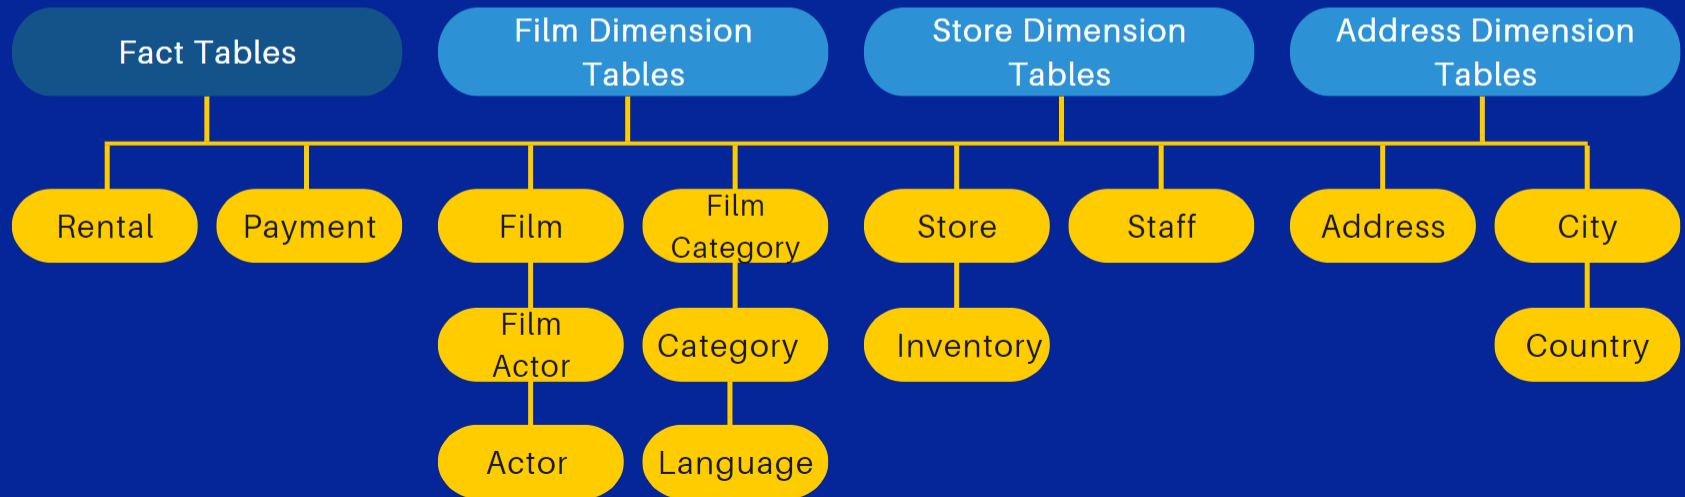 Fact Tables
Film Dimension
Tables
Store Dimension
Tables
Address Dimension
Tables
Rental
Payment
Film
Film
Category
Store
Staff
Address
City
Film
Actor
Category
Inventory
Country
Actor
Language